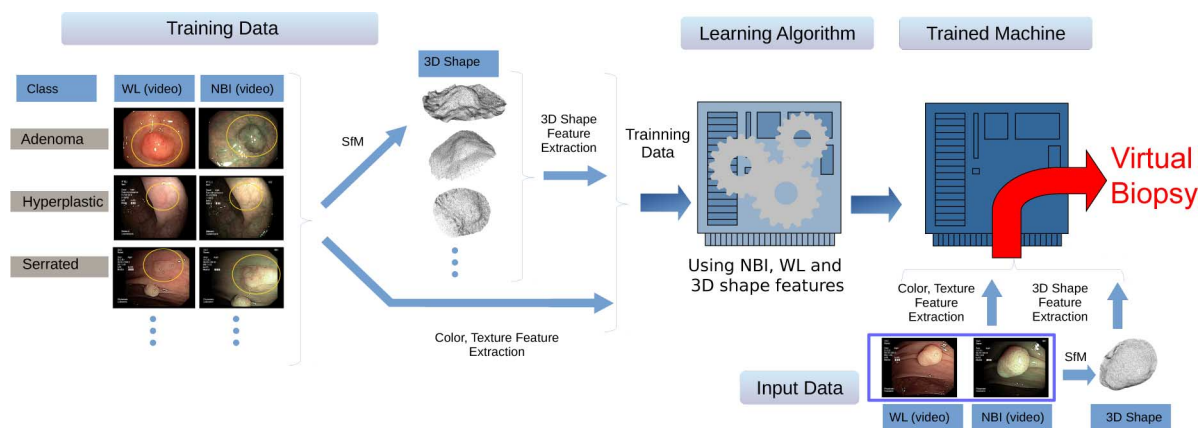 Training Data
Learning Algorithm
Trained Machine
Class
WL (video)
NBI (video)
3D Shape
Adenoma
Hyperplastic
Serrated
SfM
3D Shape
Feature
Extraction
Color, Texture Feature
Extraction
Trainning
Data
Using NBI, WL and
3D shape features
Virtual
Biopsy
Color, Texture
Feature
Extraction
3D Shape
Feature
Extraction
Input Data
SfM
WL (video)
NBI (video)
3D Shape